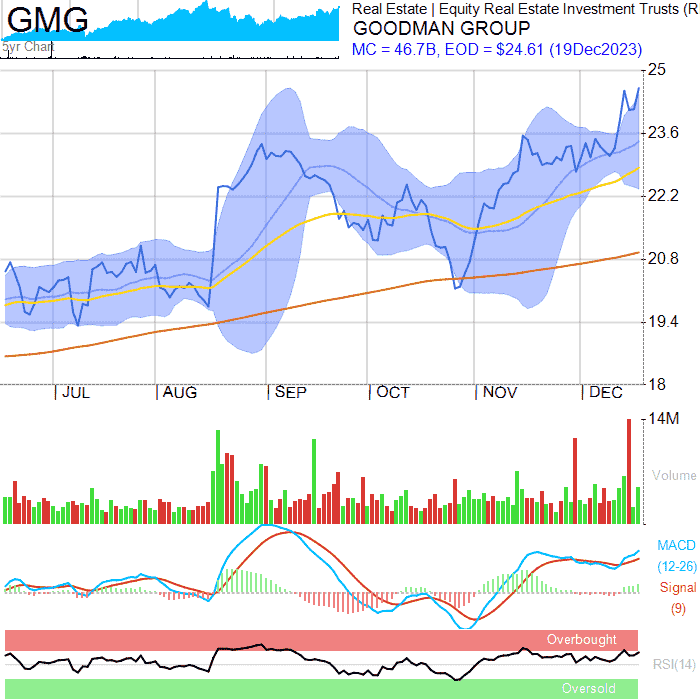 GMG
5yr Chart
Real Estate | Equity Real Estate Investment Trusts (R
GOODMAN GROUP
MC = 46.7B, EOD = $24.61 (19Dec2023)
25
23.6
22.2
20.8
19.4
18
JUL AUG SEP OCT NOV DEC
14M
Volume
MACD
(12-26)
Signal
(9)
Overbought
RSI(14)
Oversold